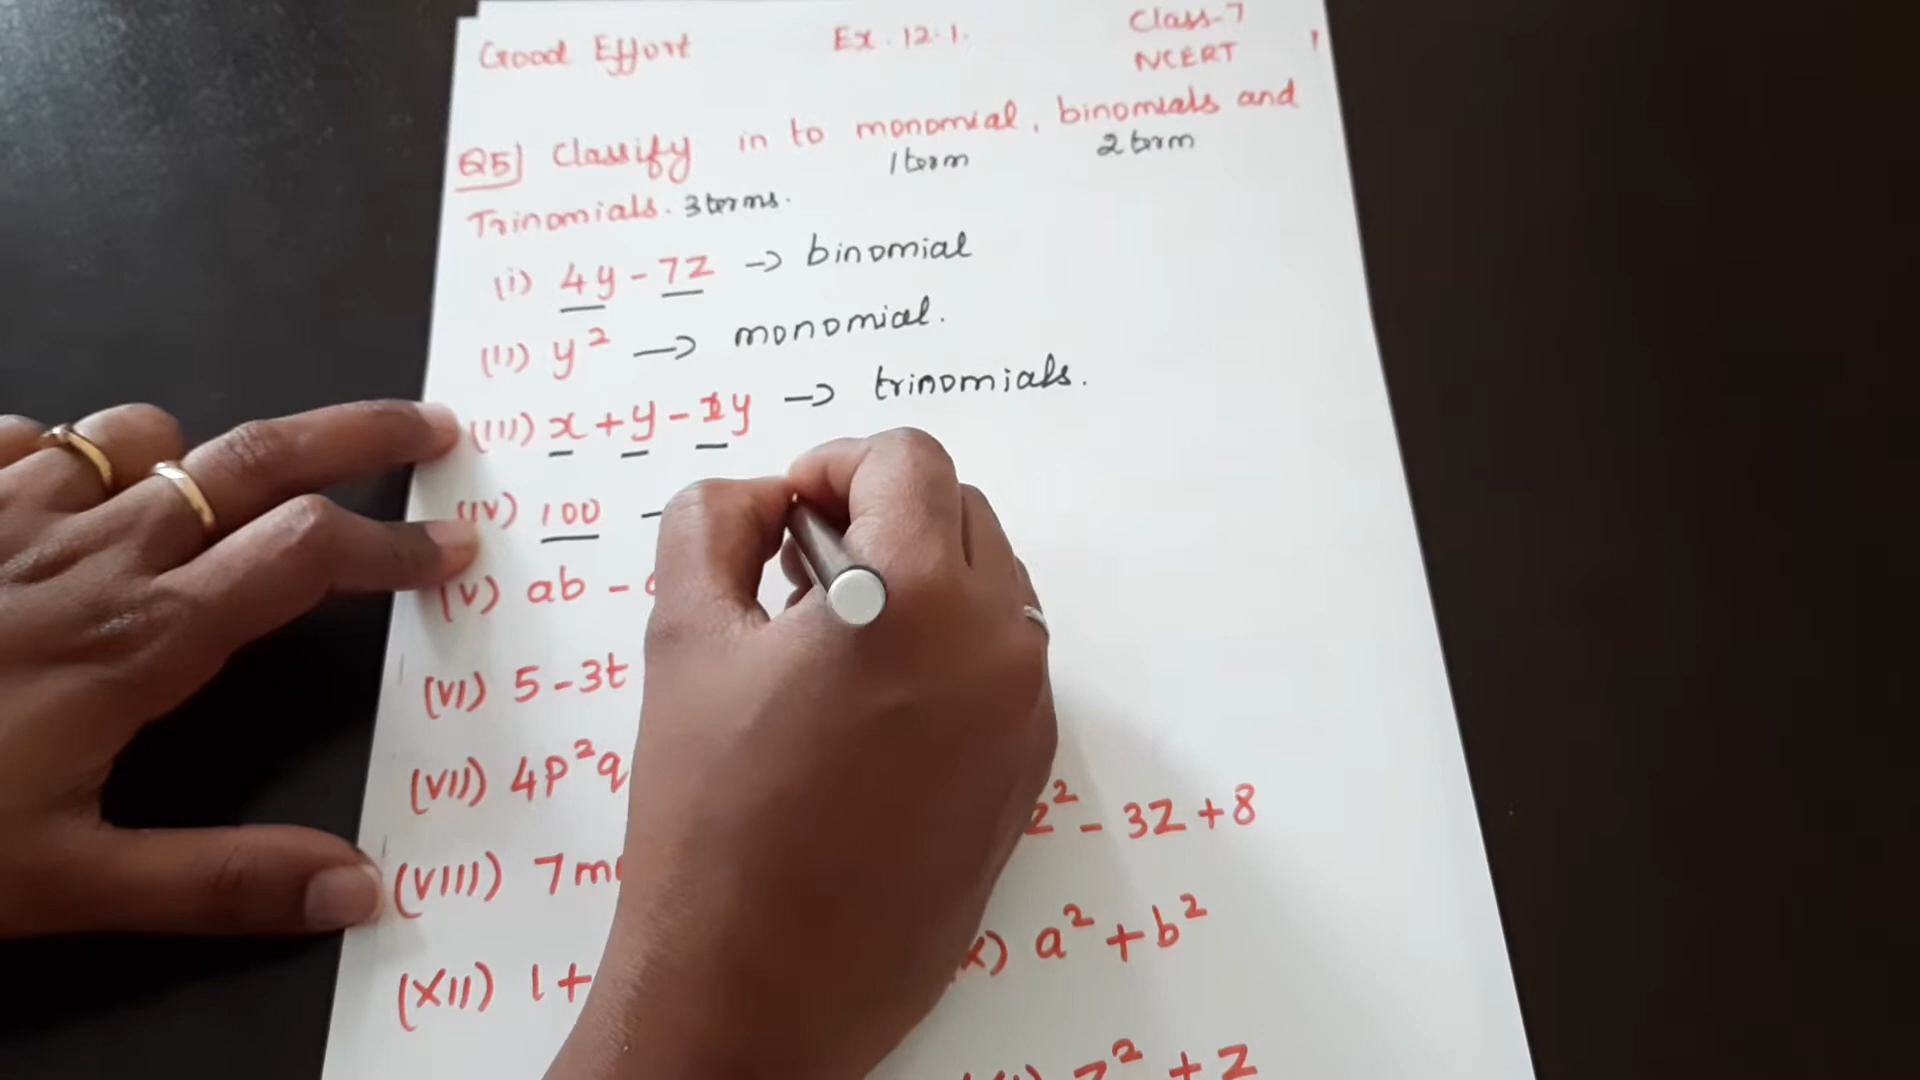 Good Effort Ex. 12.1. Class-7
NCERT
Q5) Classify in to monomial, binomials and
1 term 2 term
Trinomials. 3 terms.
(i) 4y - 7z -> binomial
(ii) y² -> monomial.
(iii) x + y - xy -> trinomials.
(iv) 100 -
(v) ab -
(vi) 5 - 3t
(vii) 4p²q
z² - 3z + 8
(viii) 7m
a² + b²
(xii) 1 +
z² + z